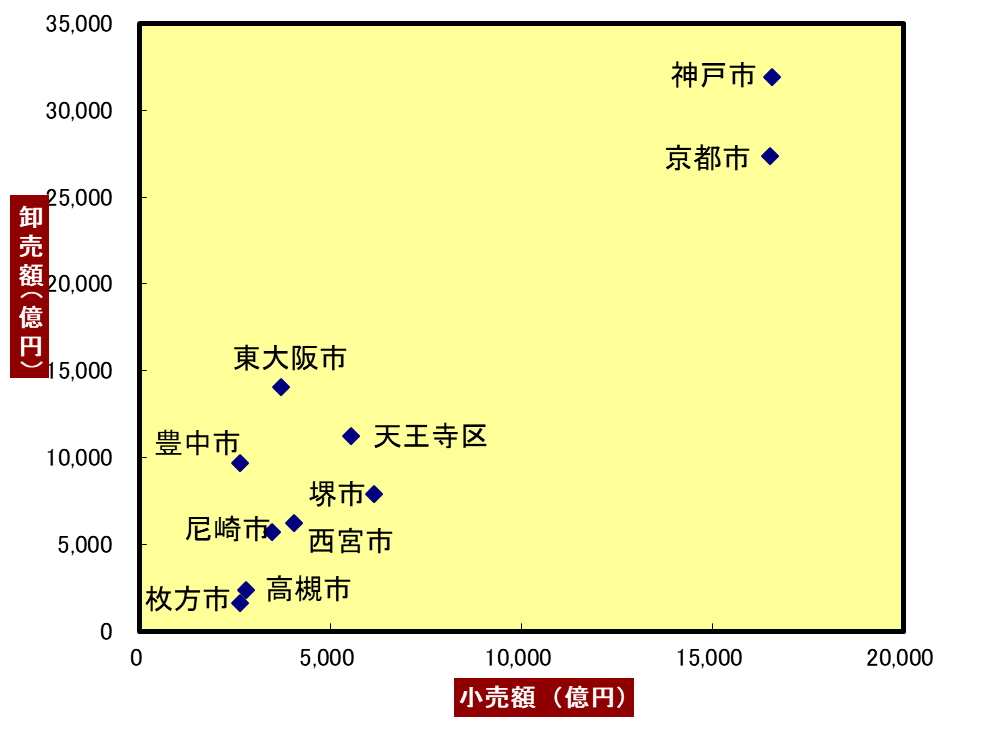 35,000
神戸市
30,000
京都市
25,000
卸売額(億円)
20,000
東大阪市
15,000
天王寺区
豊中市
10,000
堺市
尼崎市
西宮市
5,000
高槻市
枚方市
0
0 5,000 10,000 15,000 20,000
小売額 (億円)